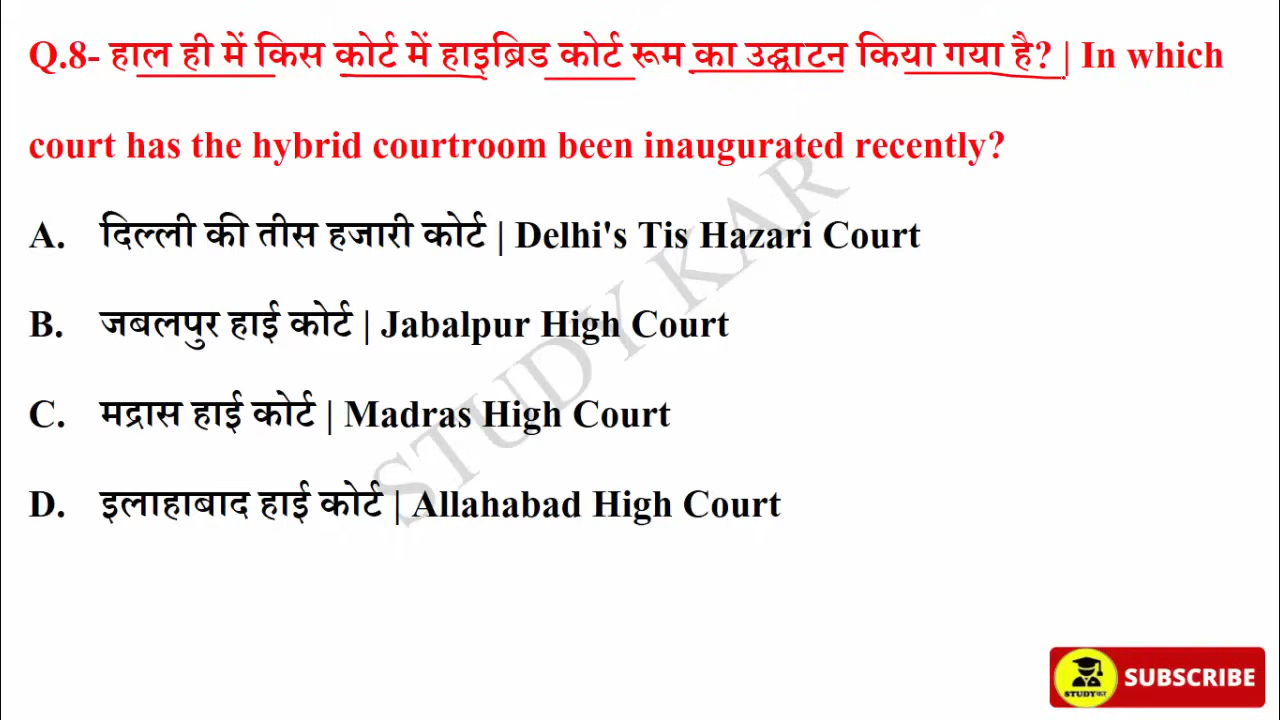 Q.8- हाल ही में किस कोर्ट में हाइब्रिड कोर्ट रूम का उद्घाटन किया गया है? | In which
court has the hybrid courtroom been inaugurated recently?
A. दिल्ली की तीस हजारी कोर्ट | Delhi's Tis Hazari Court
B. जबलपुर हाई कोर्ट | Jabalpur High Court
C. मद्रास हाई कोर्ट | Madras High Court
D. इलाहाबाद हाई कोर्ट | Allahabad High Court
STUDY KAR
STUDYकर
SUBSCRIBE